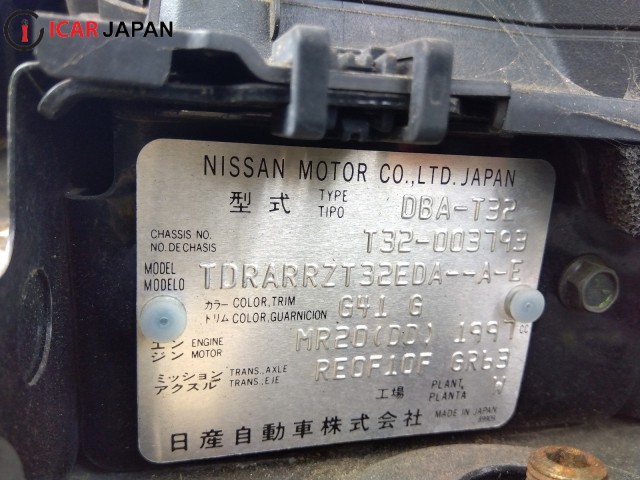 ICAR JAPAN
NISSAN MOTOR CO.,LTD.JAPAN
型式 TYPE TIPO DBA-T32
CHASSIS NO. NO.DE CHASIS T32-003793
MODEL MODELO TDRARRZT32EDA--A-E
カラー COLOR,TRIM
トリム COLOR,GUARNICION G41 G
エンジン ENGINE MOTOR MR20(DD) 1997 cc
ミッション アクスル TRANS.,AXLE TRANS.,EJE RE0F10F GR63
工場 PLANT PLANTA W
日産自動車株式会社 MADE IN JAPAN